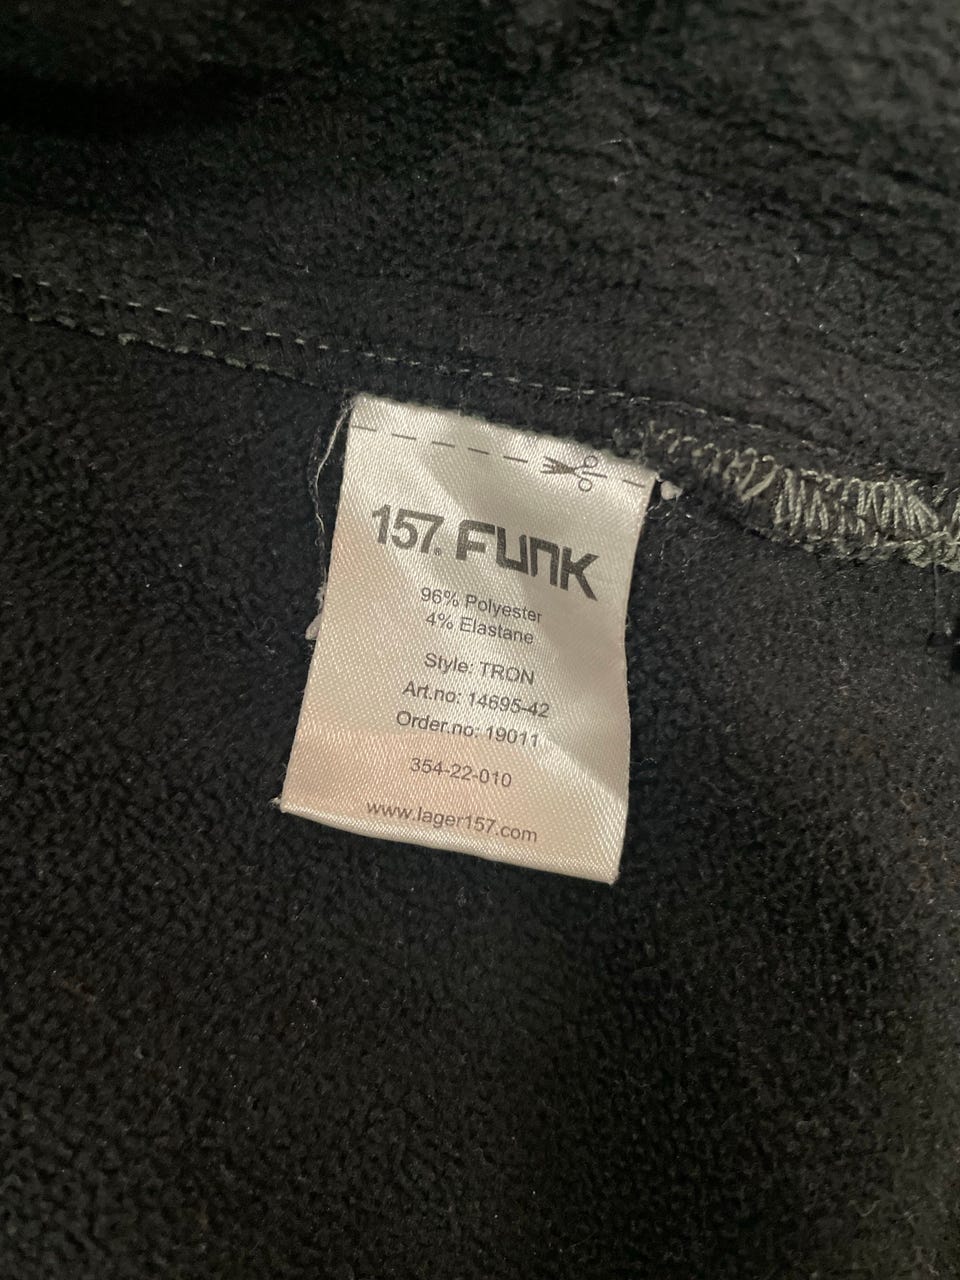 157. FUNK
96% Polyester
4% Elastane
Style: TRON
Art.no: 14695-42
Order.no: 19011
354-22-010
www.lager157.com